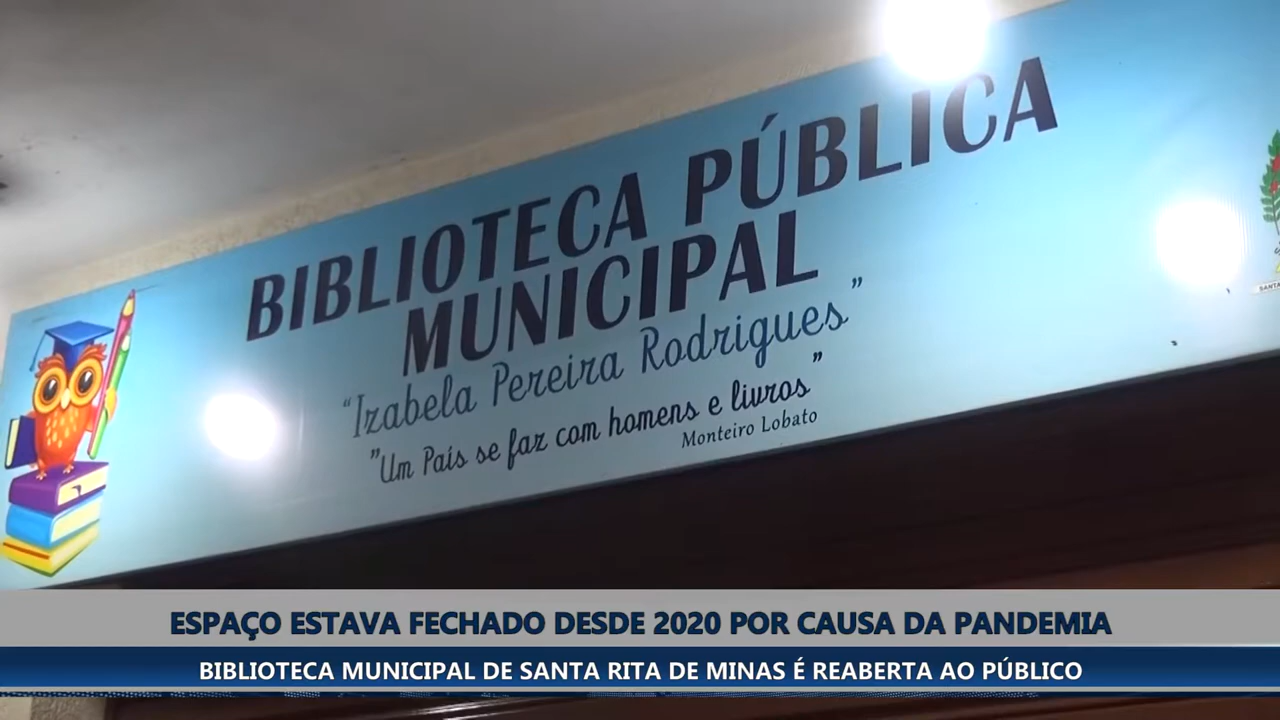 BIBLIOTECA PÚBLICA
MUNICIPAL
“Izabela Pereira Rodrigues”
”Um País se faz com homens e livros”
Monteiro Lobato
SANTA
ESPAÇO ESTAVA FECHADO DESDE 2020 POR CAUSA DA PANDEMIA
BIBLIOTECA MUNICIPAL DE SANTA RITA DE MINAS É REABERTA AO PÚBLICO